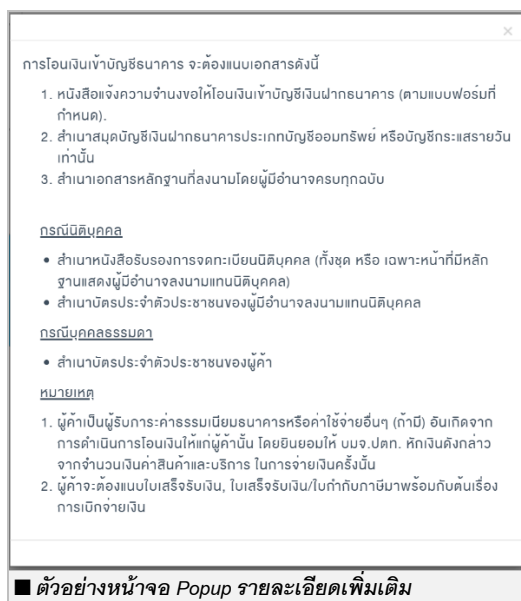 ×
การโอนเงินเข้าบัญชีธนาคาร จะต้องแนบเอกสารดังนี้
1. หนังสือแจ้งความจำนงขอให้โอนเงินเข้าบัญชีเงินฝากธนาคาร (ตามแบบฟอร์มที่
กำหนด).
2. สำเนาสมุดบัญชีเงินฝากธนาคารประเภทบัญชีออมทรัพย์ หรือบัญชีกระแสรายวัน
เท่านั้น
3. สำเนาเอกสารหลักฐานที่ลงนามโดยผู้มีอำนาจครบทุกฉบับ
กรณีนิติบุคคล
• สำเนาหนังสือรับรองการจดทะเบียนนิติบุคคล (ทั้งชุด หรือ เฉพาะหน้าที่มีหลัก
ฐานแสดงผู้มีอำนาจลงนามแทนนิติบุคคล)
• สำเนาบัตรประจำตัวประชาชนของผู้มีอำนาจลงนามแทนนิติบุคคล
กรณีบุคคลธรรมดา
• สำเนาบัตรประจำตัวประชาชนของผู้ค้า
หมายเหตุ
1. ผู้ค้าเป็นผู้รับภาระค่าธรรมเนียมธนาคารหรือค่าใช้จ่ายอื่นๆ (ถ้ามี) อันเกิดจาก
การดำเนินการโอนเงินให้แก่ผู้ค้านั้น โดยยินยอมให้ บมจ.ปตท. หักเงินดังกล่าว
จากจำนวนเงินค่าสินค้าและบริการ ในการจ่ายเงินครั้งนั้น
2. ผู้ค้าจะต้องแนบใบเสร็จรับเงิน, ใบเสร็จรับเงิน/ใบกำกับภาษีมาพร้อมกับต้นเรื่อง
การเบิกจ่ายเงิน
■ ตัวอย่างหน้าจอ Popup รายละเอียดเพิ่มเติม